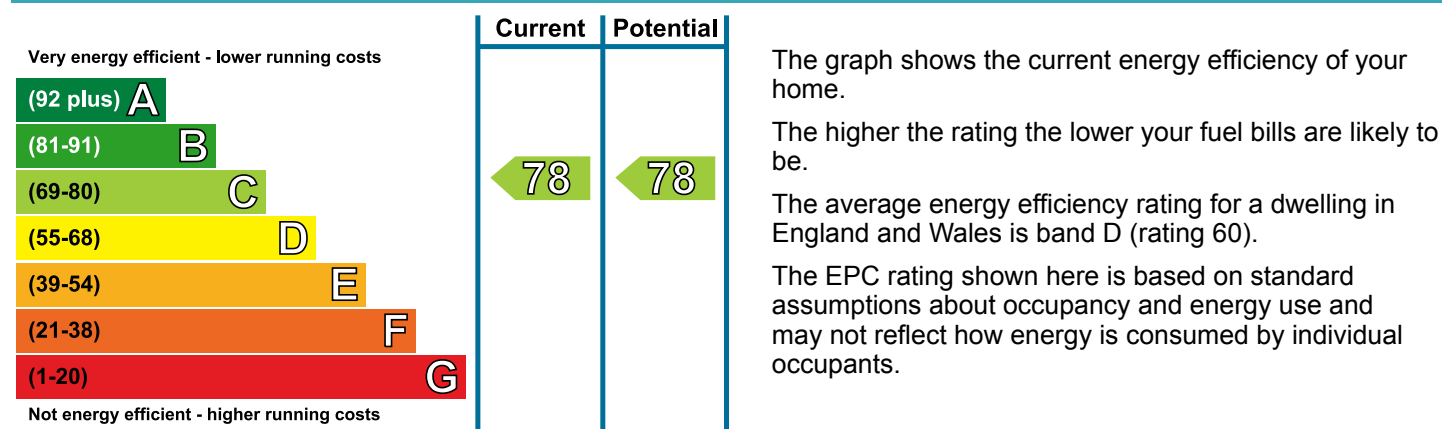 Current Potential
Very energy efficient - lower running costs
(92 plus) A
(81-91) B
(69-80) C
78 78
(55-68) D
(39-54) E
(21-38) F
(1-20) G
Not energy efficient - higher running costs
The graph shows the current energy efficiency of your
home.
The higher the rating the lower your fuel bills are likely to
be.
The average energy efficiency rating for a dwelling in
England and Wales is band D (rating 60).
The EPC rating shown here is based on standard
assumptions about occupancy and energy use and
may not reflect how energy is consumed by individual
occupants.